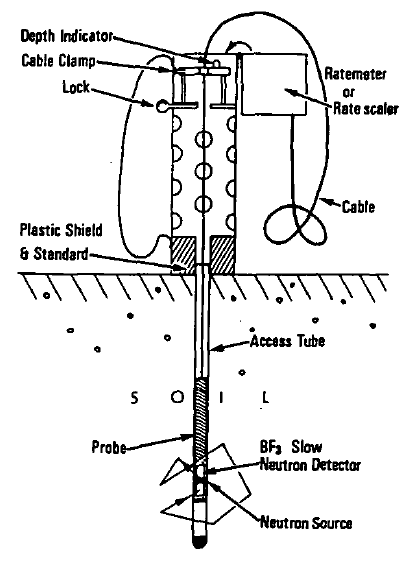 Depth Indicator
Cable Clamp
Lock
Ratemeter
or
Rate scaler
Cable
Plastic Shield
& Standard
Access Tube
S O I L
Probe
BF₃ Slow
Neutron Detector
Neutron Source